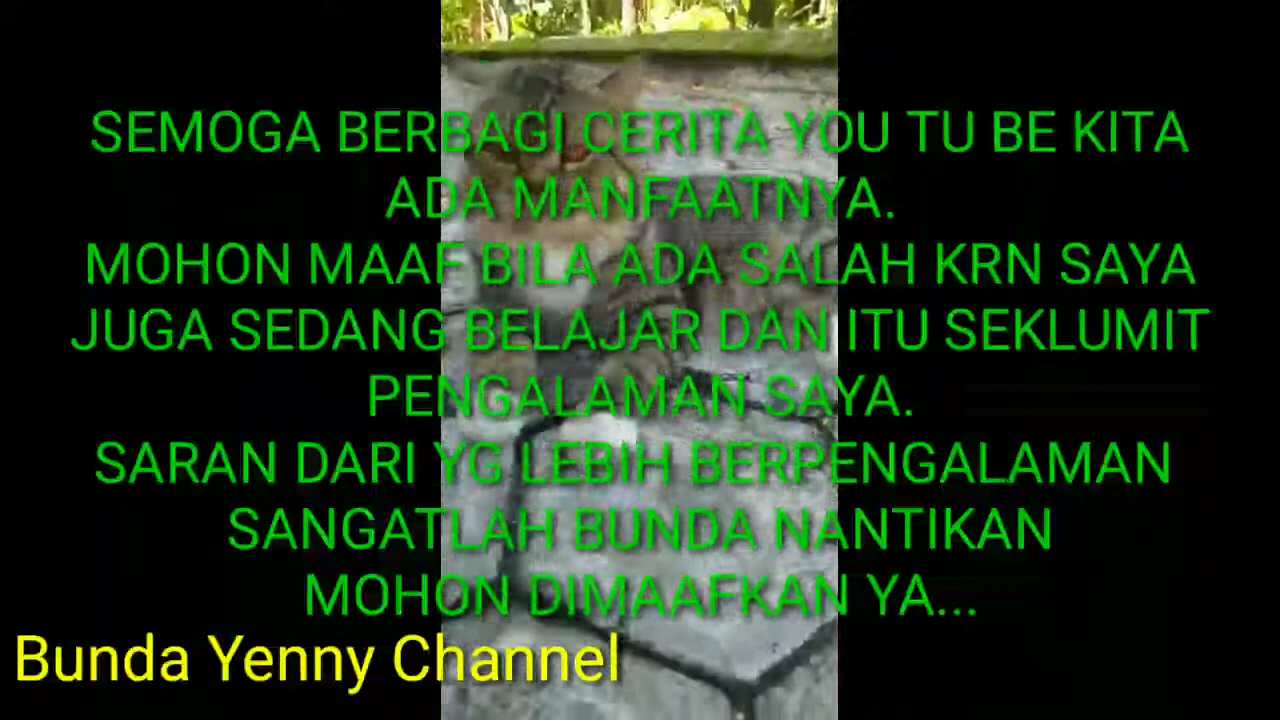 SEMOGA BERBAGI CERITA YOU TU BE KITA
ADA MANFAATNYA.
MOHON MAAF BILA ADA SALAH KRN SAYA
JUGA SEDANG BELAJAR DAN ITU SEKLUMIT
PENGALAMAN SAYA.
SARAN DARI YG LEBIH BERPENGALAMAN
SANGATLAH BUNDA NANTIKAN
MOHON DIMAAFKAN YA...
Bunda Yenny Channel